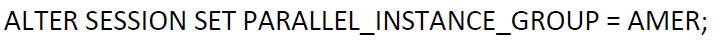 ALTER SESSION SET PARALLEL_INSTANCE_GROUP = AMER;